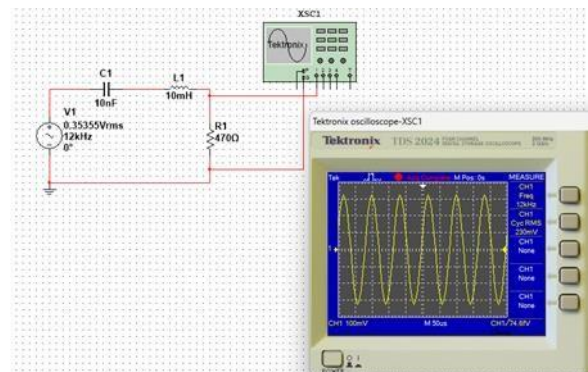 XSC1
Tektronix
C1
10nF
L1
10mH
V1
0.35355Vrms
12kHz
0°
R1
470Ω
Tektronix oscilloscope-XSC1
Tektronix TDS 2024
Tek M Pos: 0s MEASURE
CH1
Freq
12kHz
CH1
Cyc RMS
230mV
CH1
None
CH1
None
CH1
None
CH1 100mV M 50us CH1/74.6fV